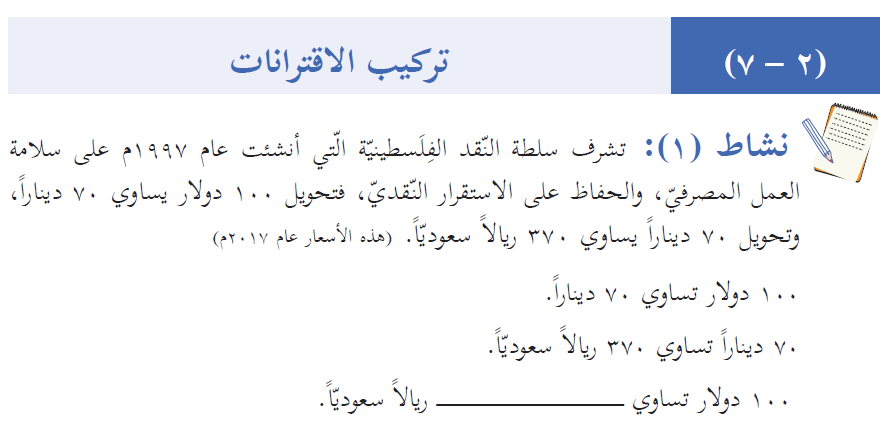 (٢ – ٧) تركيب الاقترانات
نشاط (١): تشرف سلطة النّقد الفِلَسطينيّة الّتي أنشئت عام ١٩٩٧م على سلامة
العمل المصرفيّ، والحفاظ على الاستقرار النّقديّ، فتحويل ١٠٠ دولار يساوي ٧٠ ديناراً،
وتحويل ٧٠ ديناراً يساوي ٣٧٠ ريالاً سعوديّاً. (هذه الأسعار عام ٢٠١٧م)
١٠٠ دولار تساوي ٧٠ ديناراً.
٧٠ ديناراً تساوي ٣٧٠ ريالاً سعوديّاً.
١٠٠ دولار تساوي ____________ ريالاً سعوديّاً.